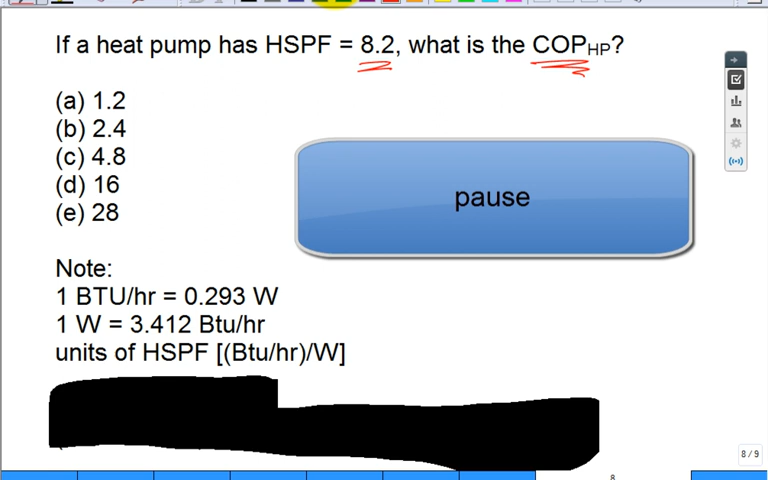 If a heat pump has HSPF = 8.2, what is the COPHP?
(a) 1.2
(b) 2.4
(c) 4.8
(d) 16
(e) 28
pause
Note:
1 BTU/hr = 0.293 W
1 W = 3.412 Btu/hr
units of HSPF [(Btu/hr)/W]
8/9
8